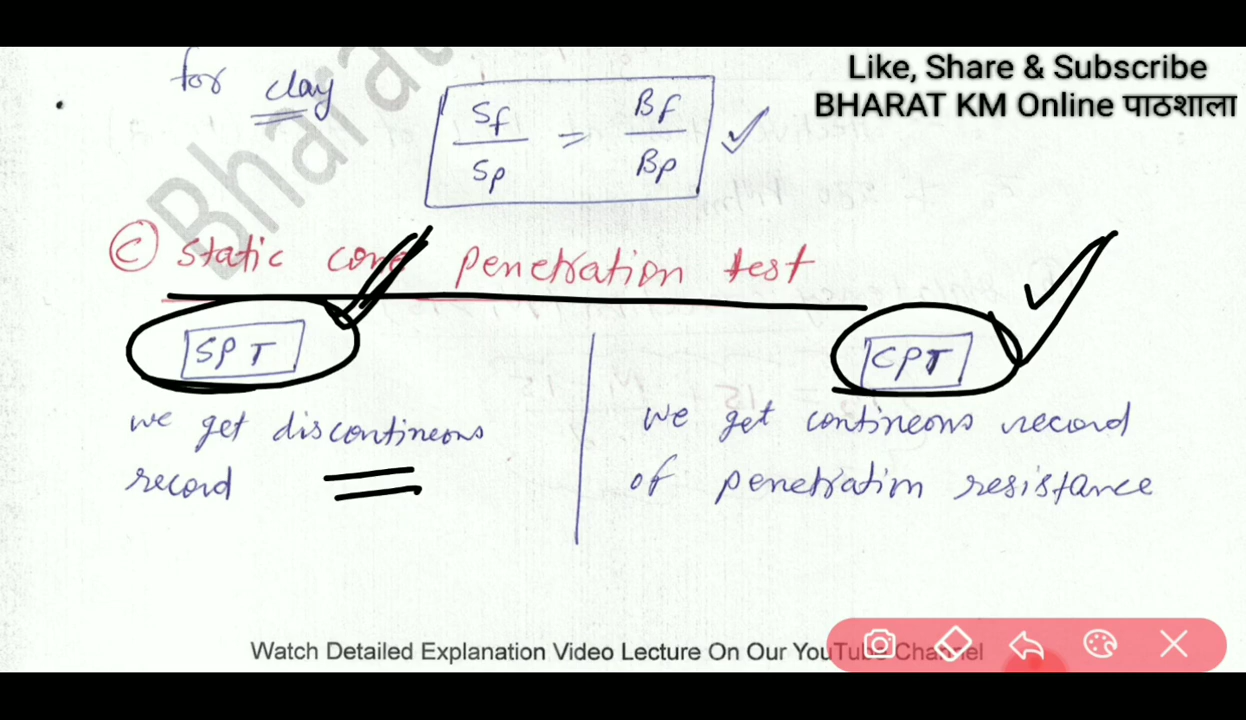 Like, Share & Subscribe
BHARAT KM Online पाठशाला
for clay
Sf / Sp = Bf / Bp
Bharat
Ⓒ static cone penetration test
SPT
CPT
we get discontineous
record
we get contineous record
of penetration resistance
Watch Detailed Explanation Video Lecture On Our YouTube Channel